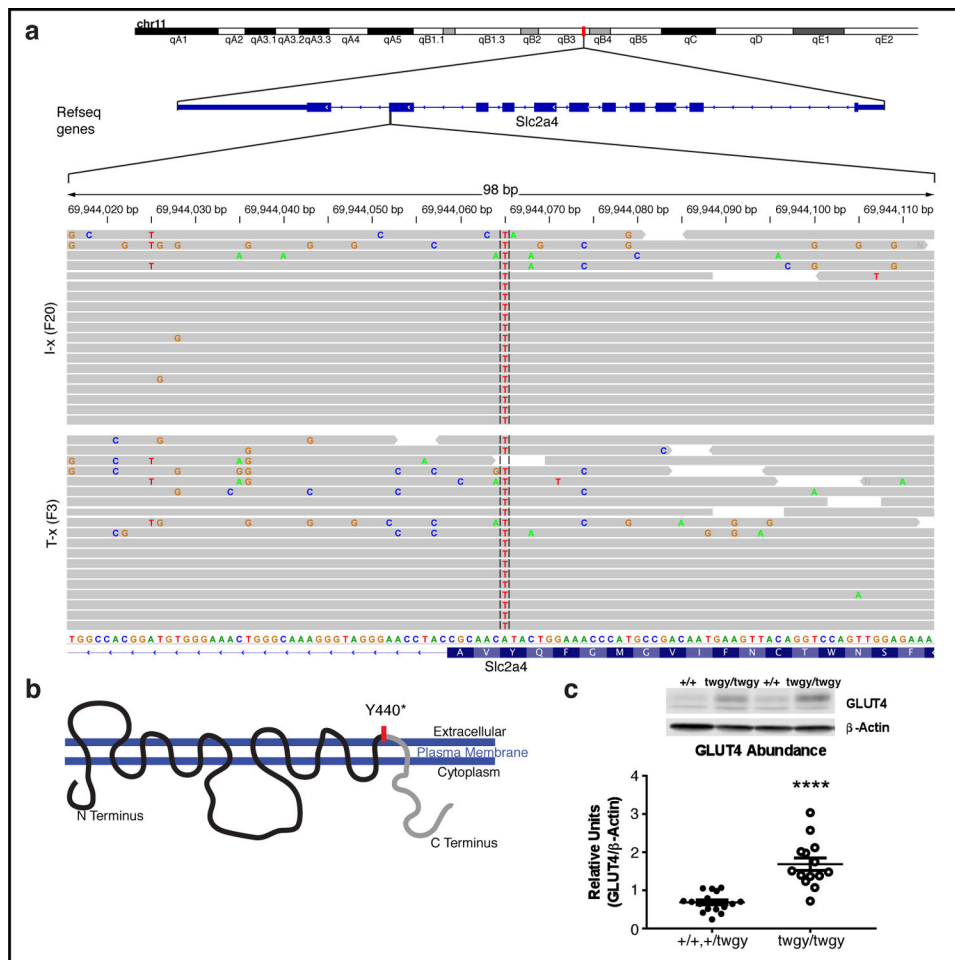 a
chr11
qA1 qA2 qA3.1 qA3.2 qA3.3 qA4 qA5 qB1.1 qB1.3 qB2 qB3 qB4 qB5 qC qD qE1 qE2
Refseq genes
Slc2a4
98 bp
69,944,020 bp 69,944,030 bp 69,944,040 bp 69,944,050 bp 69,944,060 bp 69,944,070 bp 69,944,080 bp 69,944,090 bp 69,944,100 bp 69,944,110 bp
I-x (F20)
G C T C C T A G
G G T G G G G G C T G C G G G G N
A A A T A C A
T T A C C G G
T T
T
T
T
T
T
G T
T
T
T
G T
T
T
T
T
T-x (F3)
C G G T
G T C
G C T A G A
G C G G G C C G T C
T A G C A T T N A
G C C C T C A
T
T
T G G G G C C A T C G A G G
C G C C T A G G A
T
T
T
T
T
T A
T
T
T
TGGCCACGGATGTGGGAAACTGGGCAAAGGGTAGGGAACCTACCGCAACATACTGGAAACCCATGCCGACAATGAAGTTACAGGTCCAGTTGGAGAAA
A V Y Q F G M G V I F N C T W N S F
Slc2a4
b
Y440*
Extracellular
Plasma Membrane
Cytoplasm
N Terminus
C Terminus
c
+/+ twgy/twgy +/+ twgy/twgy
GLUT4
β-Actin
GLUT4 Abundance
Relative Units
(GLUT4/β-Actin)
4
3
2
1
0
****
+/+,+/twgy twgy/twgy